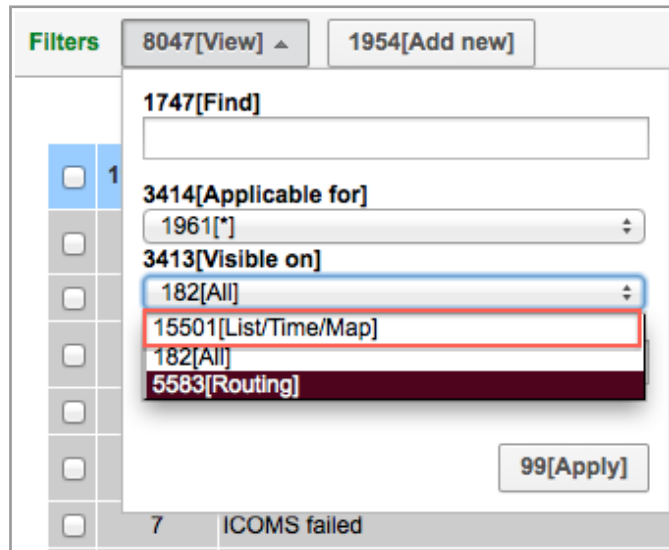 Filters 8047[View] 1954[Add new]
1747[Find]
1
3414[Applicable for]
1961[*]
3413[Visible on]
182[All]
15501[List/Time/Map]
182[All]
5583[Routing]
99[Apply]
7 ICOMS failed